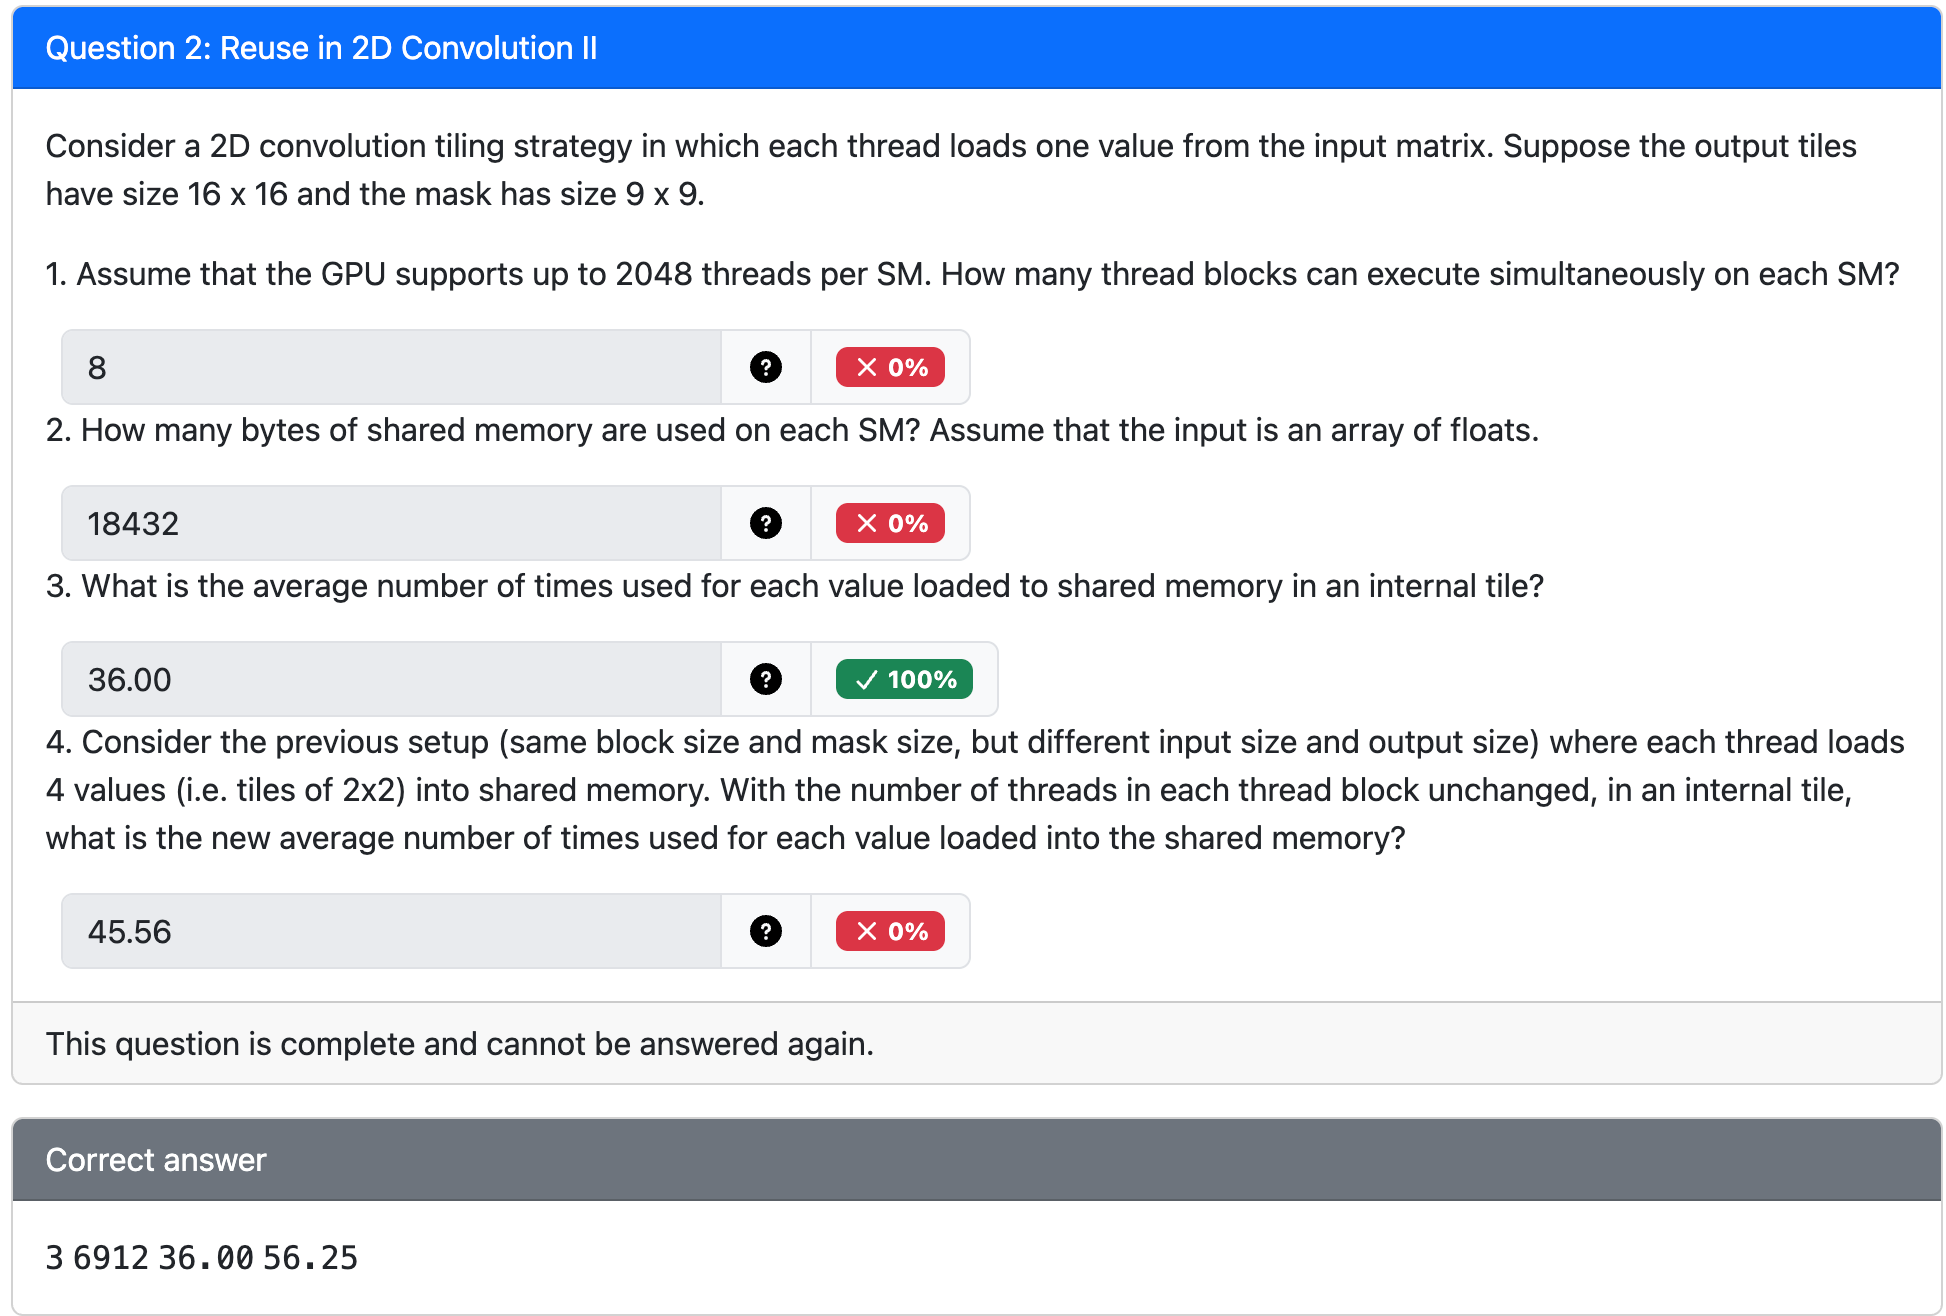 Question 2: Reuse in 2D Convolution II
Consider a 2D convolution tiling strategy in which each thread loads one value from the input matrix. Suppose the output tiles
have size 16 x 16 and the mask has size 9 x 9.
1. Assume that the GPU supports up to 2048 threads per SM. How many thread blocks can execute simultaneously on each SM?
8 ? × 0%
2. How many bytes of shared memory are used on each SM? Assume that the input is an array of floats.
18432 ? × 0%
3. What is the average number of times used for each value loaded to shared memory in an internal tile?
36.00 ? ✓ 100%
4. Consider the previous setup (same block size and mask size, but different input size and output size) where each thread loads
4 values (i.e. tiles of 2x2) into shared memory. With the number of threads in each thread block unchanged, in an internal tile,
what is the new average number of times used for each value loaded into the shared memory?
45.56 ? × 0%
This question is complete and cannot be answered again.
Correct answer
3 6912 36.00 56.25